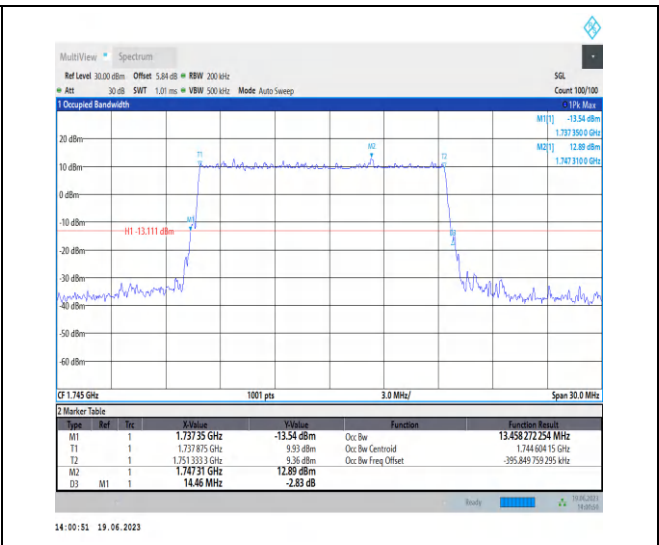 MultiView Spectrum
Ref Level 30.00 dBm Offset 5.84 dB RBW 200 kHz SGL
Att 30 dB SWT 1.01 ms VBW 500 kHz Mode Auto Sweep Count 100/100
1 Occupied Bandwidth 1Pk Max
M1[1] -13.54 dBm
1.737 350 0 GHz
M2[1] 12.89 dBm
1.747 310 0 GHz
20 dBm
M2
T1 T2
10 dBm
0 dBm
-10 dBm
M1
H1 -13.111 dBm
-20 dBm
-30 dBm
-40 dBm
-50 dBm
-60 dBm
CF 1.745 GHz 1001 pts 3.0 MHz/ Span 30.0 MHz
2 Marker Table
Type Ref Trc X-Value Y-Value Function Function Result
M1 1 1.737 35 GHz -13.54 dBm Occ Bw 13.458 272 254 MHz
T1 1 1.737 875 GHz 9.93 dBm Occ Bw Centroid 1.744 604 15 GHz
T2 1 1.751 333 3 GHz 9.36 dBm Occ Bw Freq Offset -395.849 759 295 kHz
M2 1 1.747 31 GHz 12.89 dBm
D3 M1 1 14.46 MHz -2.83 dB
Ready 19.06.2023
14:00:51 19.06.2023